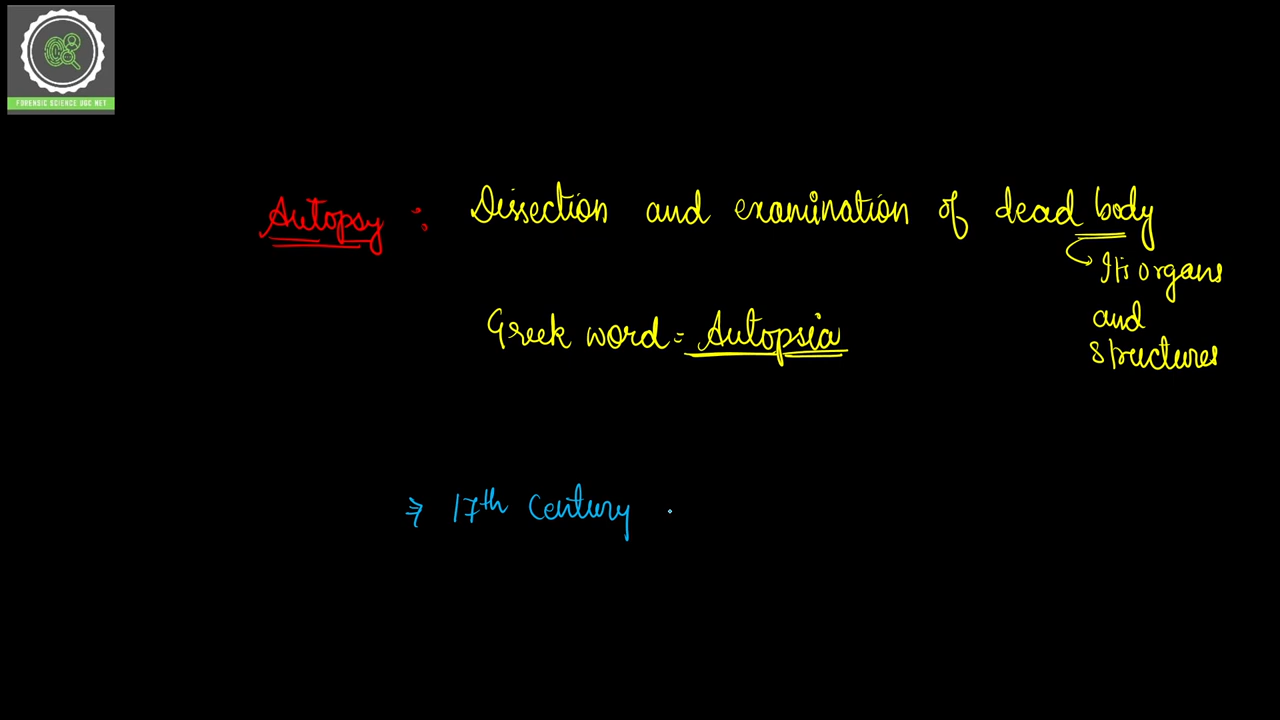 FORENSIC SCIENCE UGC NET
Autopsy : Dissection and examination of dead body
Its organs
and
structures
Greek word = Autopsia
⇒ 17th Century